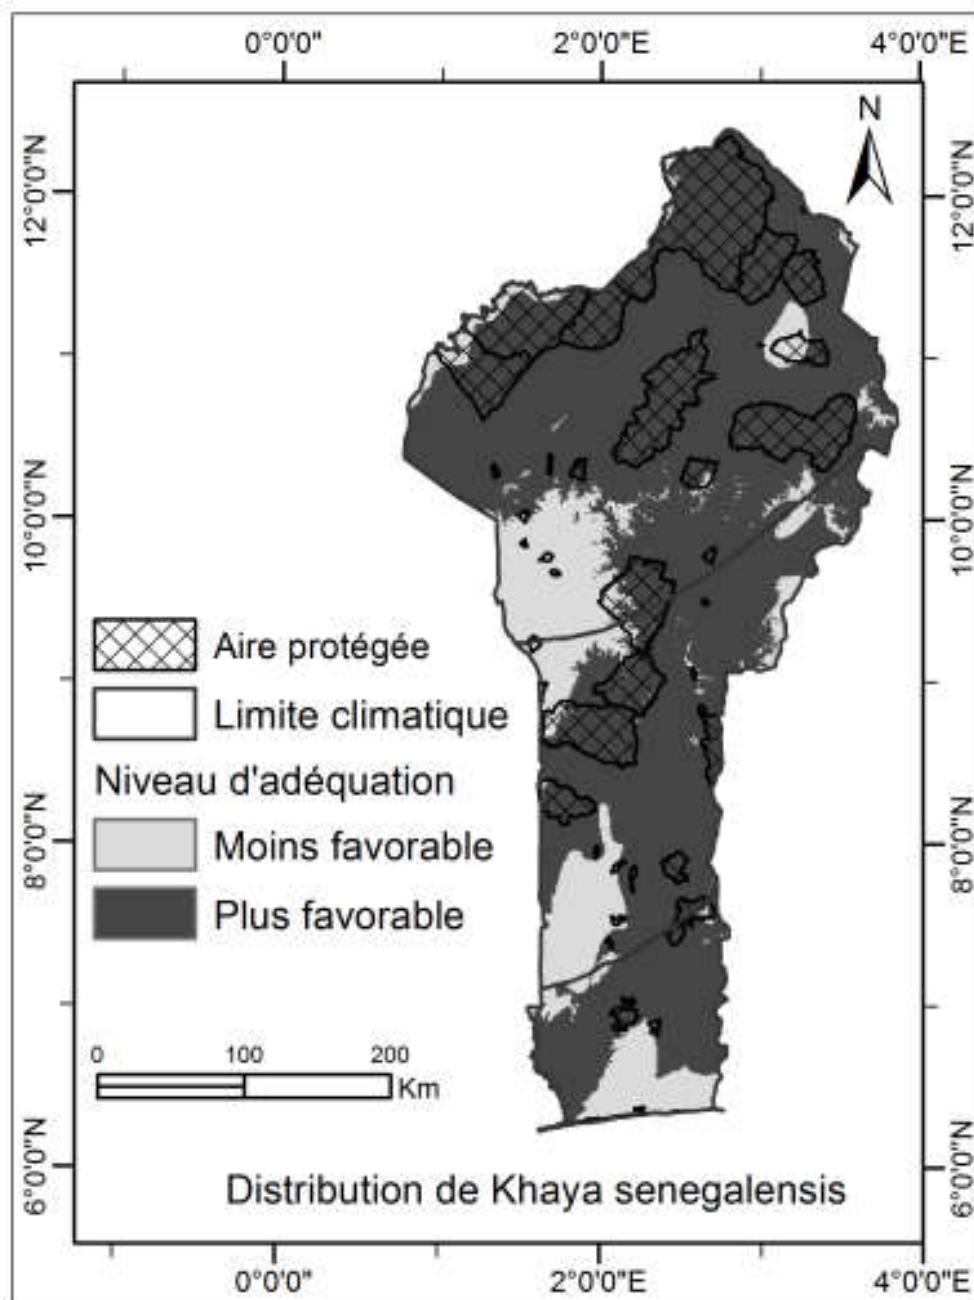 0°0'0" 2°0'0"E 4°0'0"E
N
12°0'0"N 12°0'0"N
10°0'0"N 10°0'0"N
Aire protégée
Limite climatique
Niveau d'adéquation
Moins favorable
Plus favorable
8°0'0"N 8°0'0"N
0 100 200
Km
6°0'0"N 6°0'0"N
Distribution de Khaya senegalensis
0°0'0" 2°0'0"E 4°0'0"E